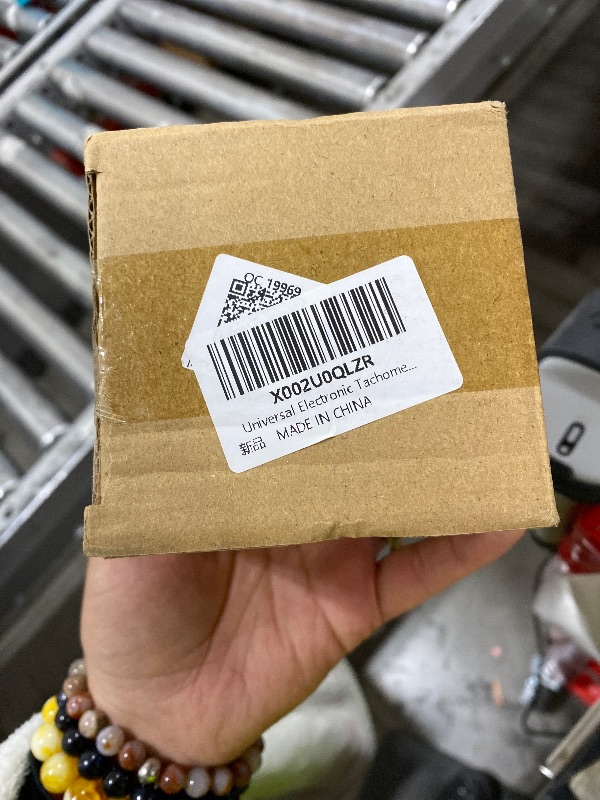 QC 19969
X002U0QLZR
Universal Electronic Tachome...
新品 MADE IN CHINA